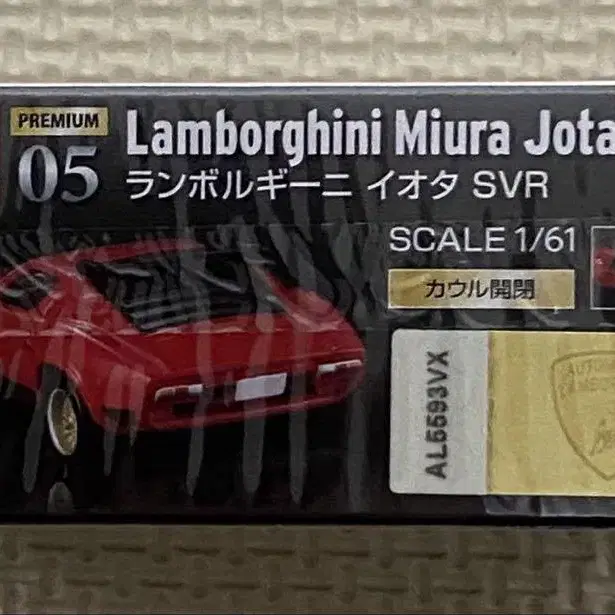 PREMIUM
05
Lamborghini Miura Jota
ランボルギーニ イオタ SVR
SCALE 1/61
カウル開閉
AL5593VX